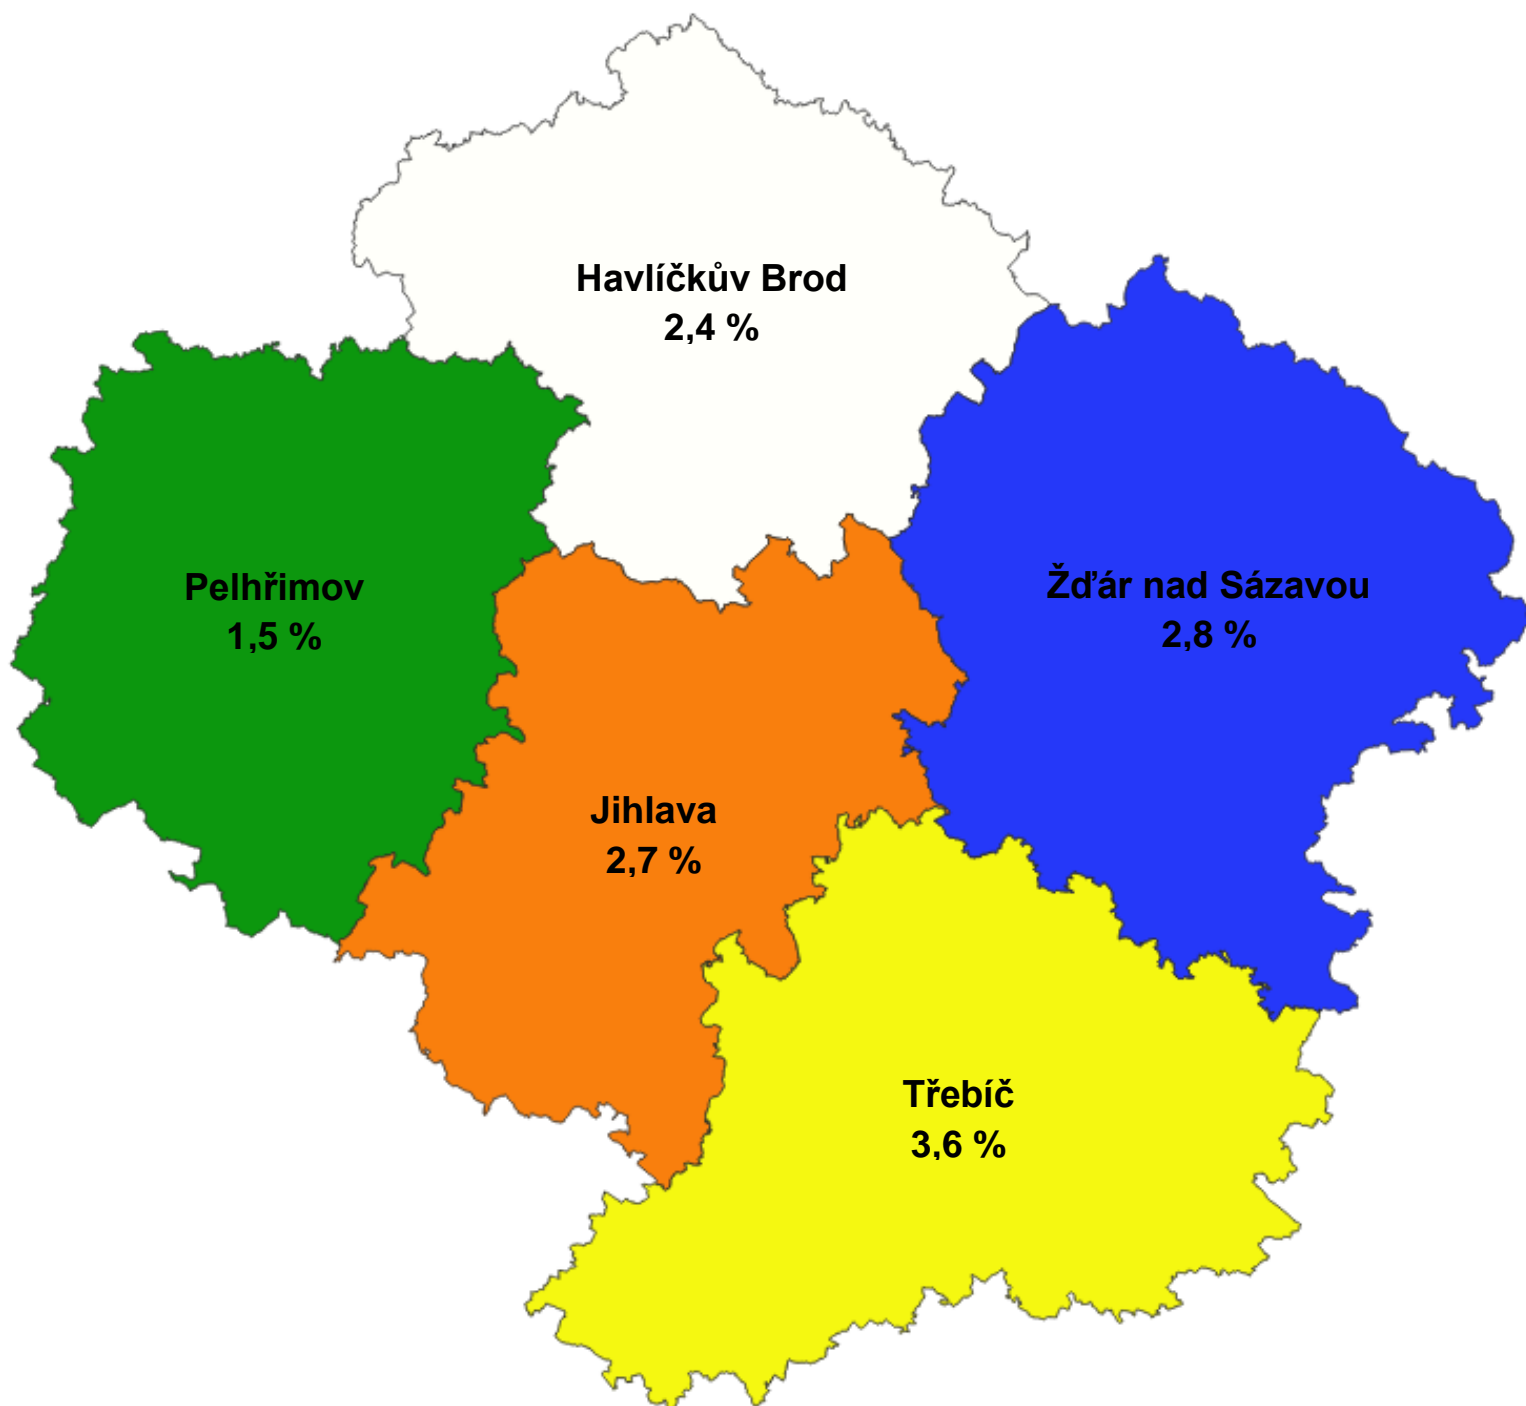 Havlíčkův Brod
2,4 %
Pelhřimov
1,5 %
Žďár nad Sázavou
2,8 %
Jihlava
2,7 %
Třebíč
3,6 %